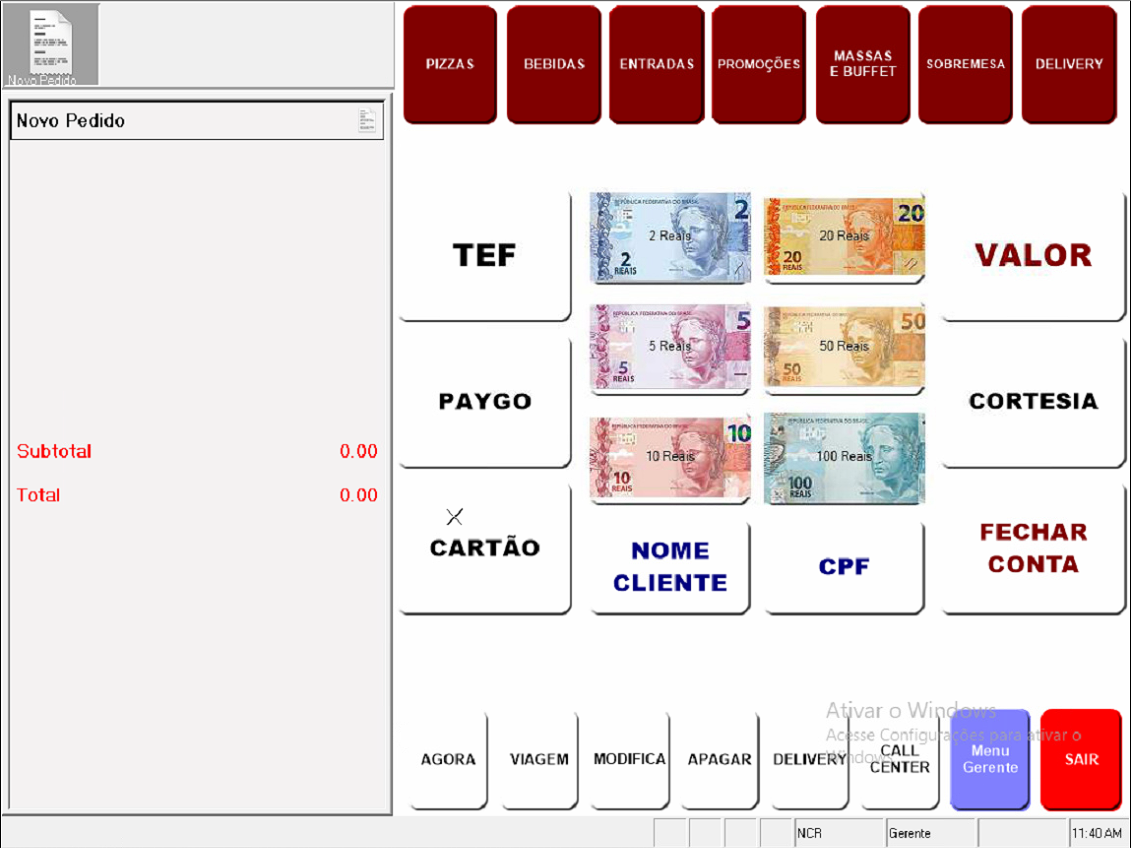 Novo Pedido
PIZZAS
BEBIDAS
ENTRADAS
PROMOÇÕES
MASSAS
E BUFFET
SOBREMESA
DELIVERY
Novo Pedido
Subtotal 0.00
Total 0.00
TEF
REPÚBLICA FEDERATIVA DO BRASIL
2
2 Reais
2
REAIS
REPÚBLICA FEDERATIVA DO BRASIL
20
20 Reais
20
REAIS
VALOR
PAYGO
REPÚBLICA FEDERATIVA DO BRASIL
5
5 Reais
5
REAIS
REPÚBLICA FEDERATIVA DO BRASIL
50
50 Reais
50
REAIS
CORTESIA
REPÚBLICA FEDERATIVA DO BRASIL
10
10 Reais
10
REAIS
REPÚBLICA FEDERATIVA DO BRASIL
100 Reais
100
REAIS
CARTÃO
NOME
CLIENTE
CPF
FECHAR
CONTA
Ativar o Windows
Acesse Configurações para ativar o
Windows
AGORA
VIAGEM
MODIFICA
APAGAR
DELIVERY
CALL
CENTER
Menu
Gerente
SAIR
NCR
Gerente
11:40 AM